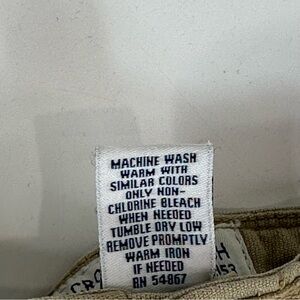 MACHINE WASH
WARM WITH
SIMILAR COLORS
ONLY NON-
CHLORINE BLEACH
WHEN NEEDED
TUMBLE DRY LOW
REMOVE PROMPTLY
WARM IRON
IF NEEDED
RN 54867